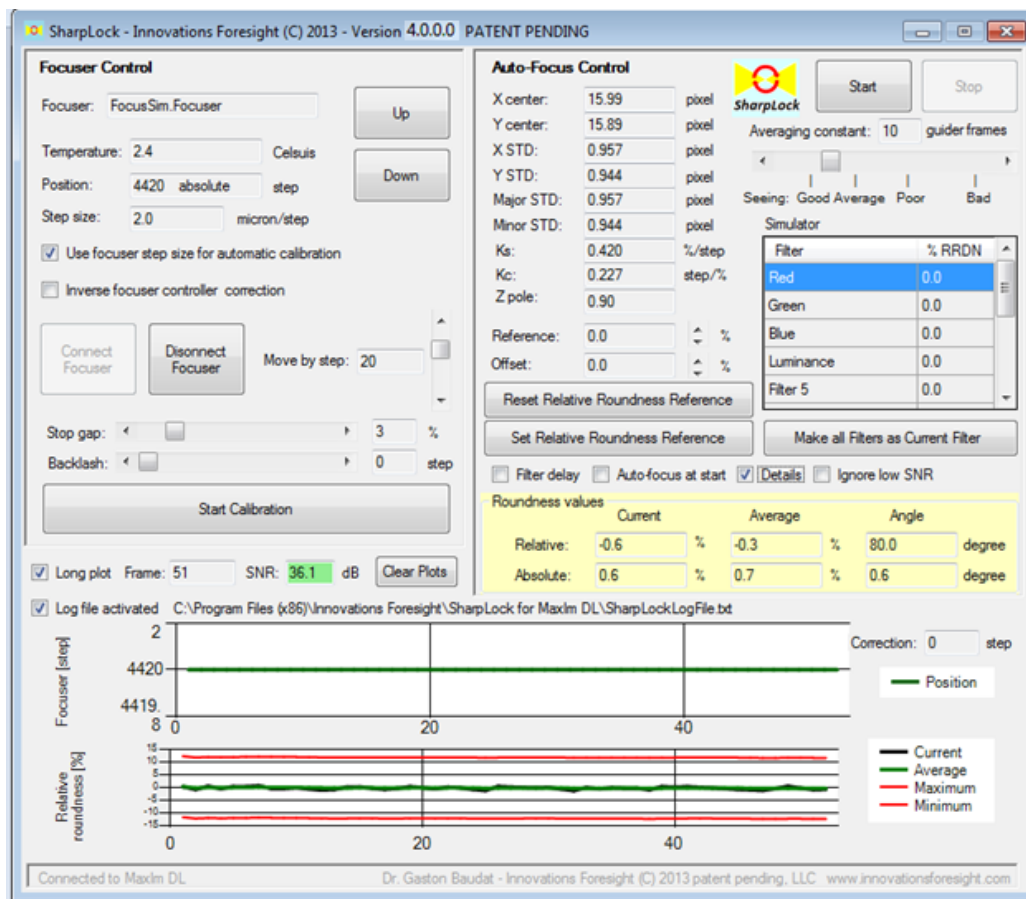 SharpLock - Innovations Foresight (C) 2013 - Version 4.0.0.0 PATENT PENDING
Focuser Control
Focuser: FocusSim.Focuser
Up
Temperature: 2.4 Celsuis
Down
Position: 4420 absolute step
Step size: 2.0 micron/step
Use focuser step size for automatic calibration
Inverse focuser controller correction
Connect Focuser
Disonnect Focuser
Move by step: 20
Stop gap: 3 %
Backlash: 0 step
Start Calibration
Long plot Frame: 51 SNR: 36.1 dB Clear Plots
Auto-Focus Control
SharpLock
Start
Stop
X center: 15.99 pixel
Y center: 15.89 pixel
X STD: 0.957 pixel
Y STD: 0.944 pixel
Major STD: 0.957 pixel
Minor STD: 0.944 pixel
Ks: 0.420 %/step
Kc: 0.227 step/%
Z pole: 0.90
Reference: 0.0 %
Offset: 0.0 %
Averaging constant: 10 guider frames
Seeing: Good Average Poor Bad
Simulator
Filter % RRDN
Red 0.0
Green 0.0
Blue 0.0
Luminance 0.0
Filter 5 0.0
Reset Relative Roundness Reference
Set Relative Roundness Reference
Make all Filters as Current Filter
Filter delay Auto-focus at start Details Ignore low SNR
Roundness values
Current Average Angle
Relative: -0.6 % -0.3 % 80.0 degree
Absolute: 0.6 % 0.7 % 0.6 degree
Log file activated C:\Program Files (x86)\Innovations Foresight\SharpLock for MaxIm DL\SharpLockLogFile.txt
Focuser [step]
2
4420
4419.
8
0 20 40
Correction: 0 step
Position
Relative roundness [%]
15
10
5
0
-5
-10
-15
0 20 40
Current
Average
Maximum
Minimum
Connected to MaxIm DL
Dr. Gaston Baudat - Innovations Foresight (C) 2013 patent pending, LLC www.innovationsforesight.com